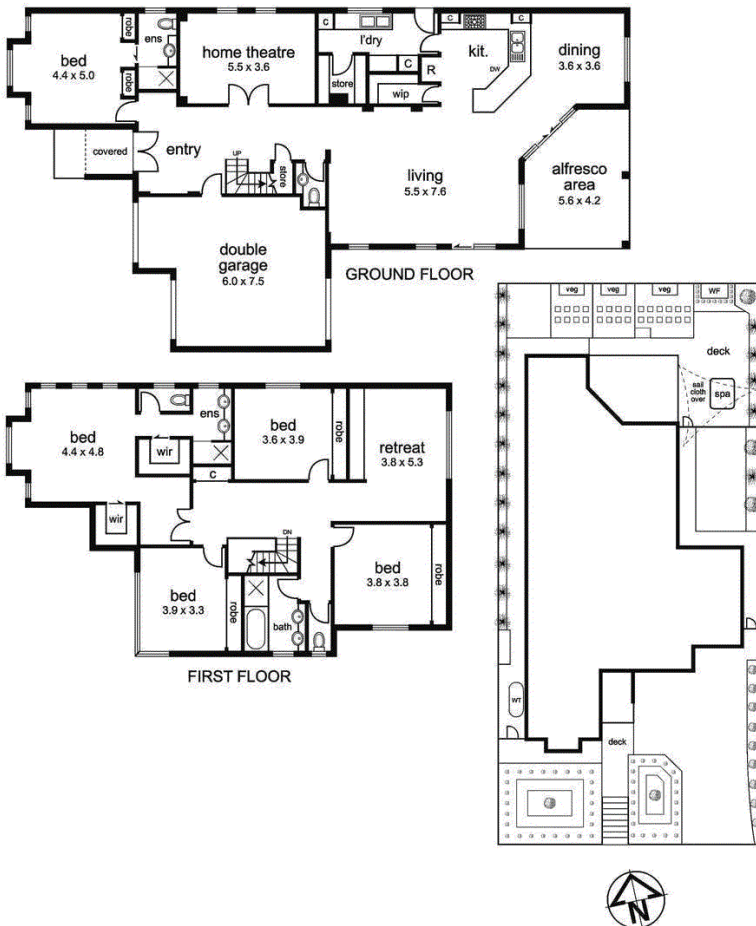 bed
4.4 x 5.0
robe
robe
ens
home theatre
5.5 x 3.6
C
l'dry
C
store
wip
R
C
C
kit.
DW
dining
3.6 x 3.6
covered
entry
UP
store
living
5.5 x 7.6
alfresco
area
5.6 x 4.2
double
garage
6.0 x 7.5
GROUND FLOOR
bed
4.4 x 4.8
wir
wir
ens
C
bed
3.6 x 3.9
robe
retreat
3.8 x 5.3
DN
bed
3.9 x 3.3
robe
bath
bed
3.8 x 3.8
robe
FIRST FLOOR
veg
veg
veg
WF
deck
sail
cloth
over
spa
WT
deck
N